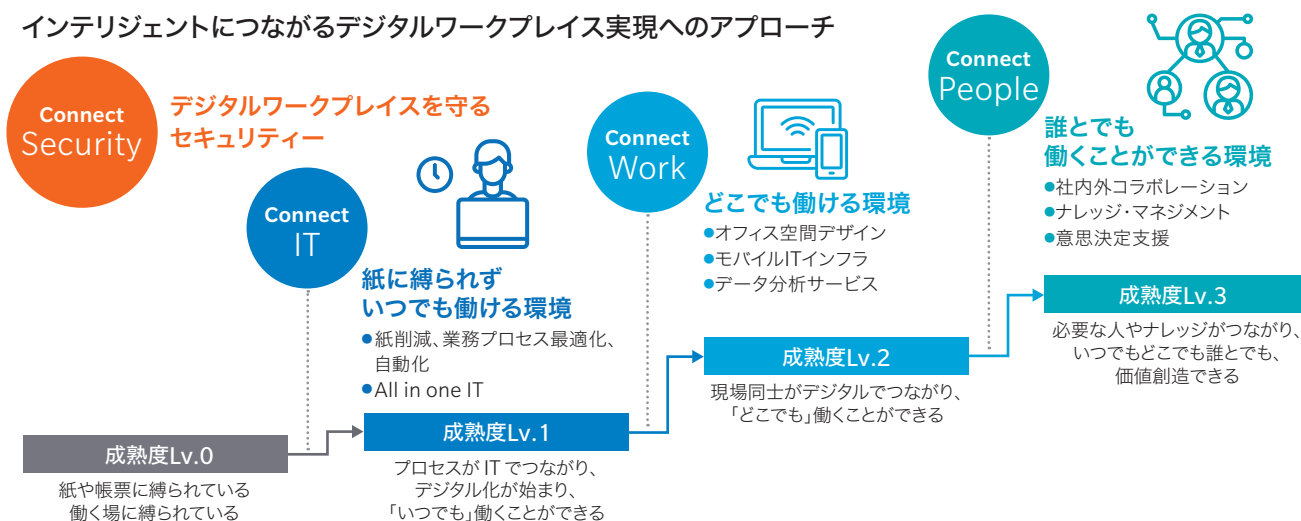 インテリジェントにつながるデジタルワークプレイス実現へのアプローチ
Connect
Security
デジタルワークプレイスを守る
セキュリティー
Connect
IT
紙に縛られず
いつでも働ける環境
●紙削減、業務プロセス最適化、
自動化
●All in one IT
Connect
Work
どこでも働ける環境
●オフィス空間デザイン
●モバイルITインフラ
●データ分析サービス
Connect
People
誰とでも
働くことができる環境
●社内外コラボレーション
●ナレッジ・マネジメント
●意思決定支援
成熟度Lv.0
紙や帳票に縛られている
働く場に縛られている
成熟度Lv.1
プロセスが IT でつながり、
デジタル化が始まり、
「いつでも」働くことができる
成熟度Lv.2
現場同士がデジタルでつながり、
「どこでも」働くことができる
成熟度Lv.3
必要な人やナレッジがつながり、
いつでもどこでも誰とでも、
価値創造できる